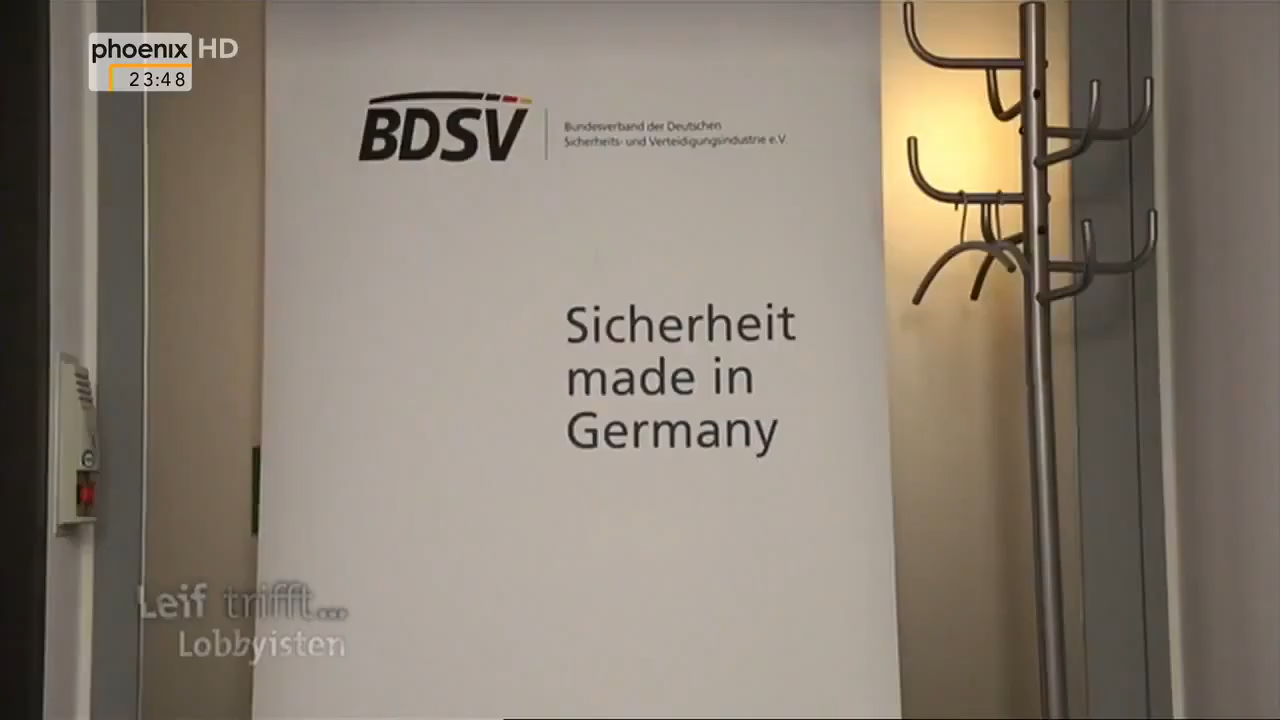 phoenix HD
23:48
BDSV
Bundesverband der Deutschen
Sicherheits- und Verteidigungsindustrie e.V.
Sicherheit
made in
Germany
Leif trifft...
Lobbyisten